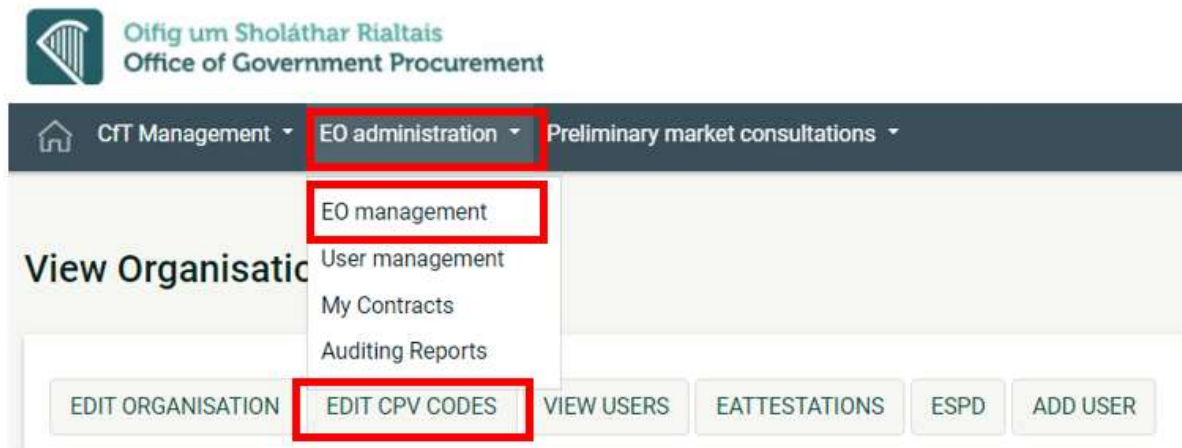 Oifig um Sholáthar Rialtais
Office of Government Procurement
CfT Management EO administration Preliminary market consultations
EO management
View Organisatio
User management
My Contracts
Auditing Reports
EDIT ORGANISATION EDIT CPV CODES VIEW USERS EATTESTATIONS ESPD ADD USER